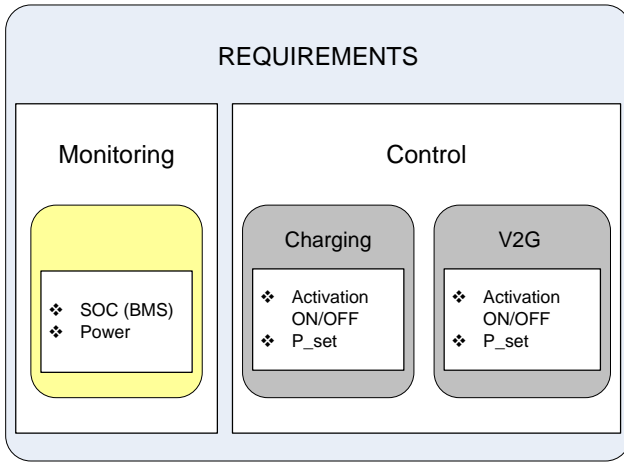 REQUIREMENTS
Monitoring
❖ SOC (BMS)
❖ Power
Control
Charging
❖ Activation
ON/OFF
❖ P_set
V2G
❖ Activation
ON/OFF
❖ P_set